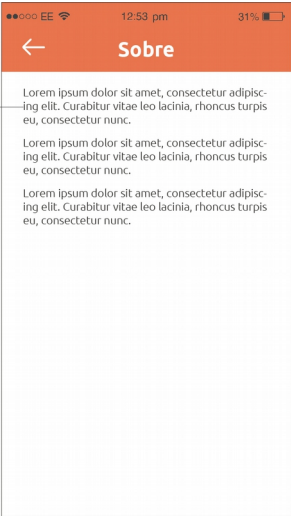 EE 12:53 pm 31%
Sobre
Lorem ipsum dolor sit amet, consectetur adipisc-
ing elit. Curabitur vitae leo lacinia, rhoncus turpis
eu, consectetur nunc.
Lorem ipsum dolor sit amet, consectetur adipisc-
ing elit. Curabitur vitae leo lacinia, rhoncus turpis
eu, consectetur nunc.
Lorem ipsum dolor sit amet, consectetur adipisc-
ing elit. Curabitur vitae leo lacinia, rhoncus turpis
eu, consectetur nunc.